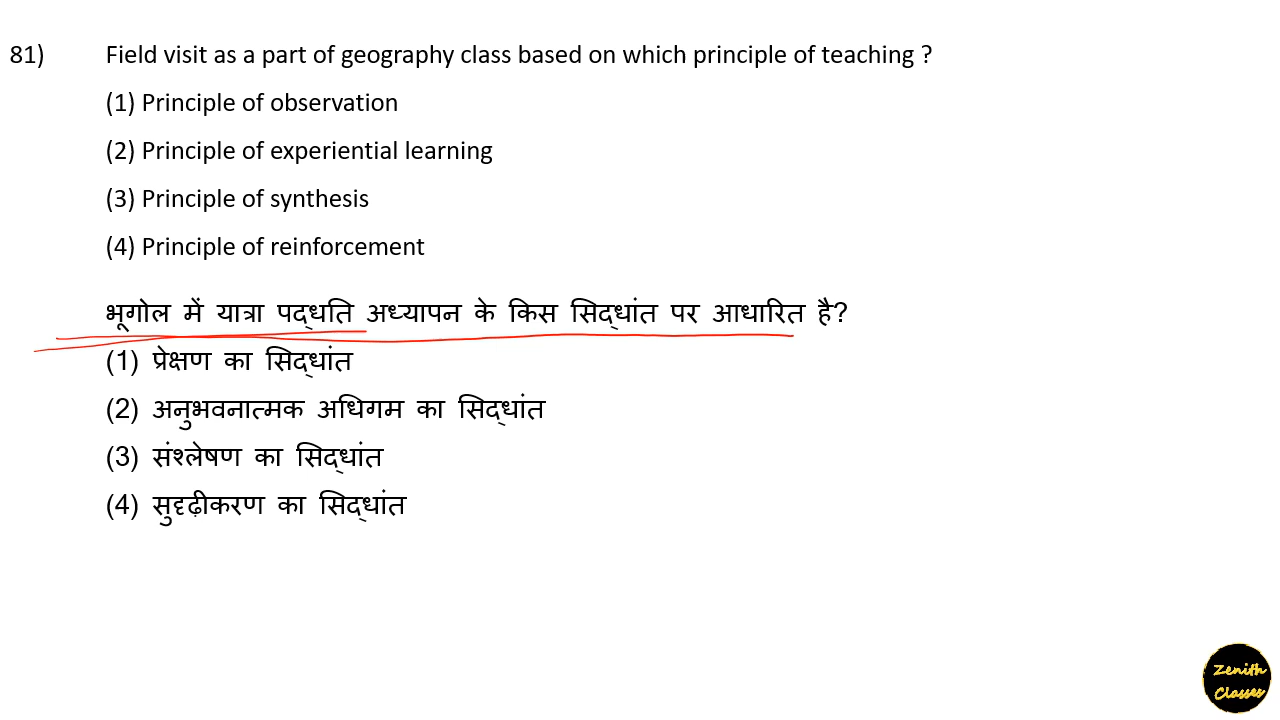 81) Field visit as a part of geography class based on which principle of teaching ?
(1) Principle of observation
(2) Principle of experiential learning
(3) Principle of synthesis
(4) Principle of reinforcement
भूगोल में यात्रा पद्धति अध्यापन के किस सिद्धांत पर आधारित है?
(1) प्रेक्षण का सिद्धांत
(2) अनुभवनात्मक अधिगम का सिद्धांत
(3) संश्लेषण का सिद्धांत
(4) सुदृढ़ीकरण का सिद्धांत
Zenith
Classes